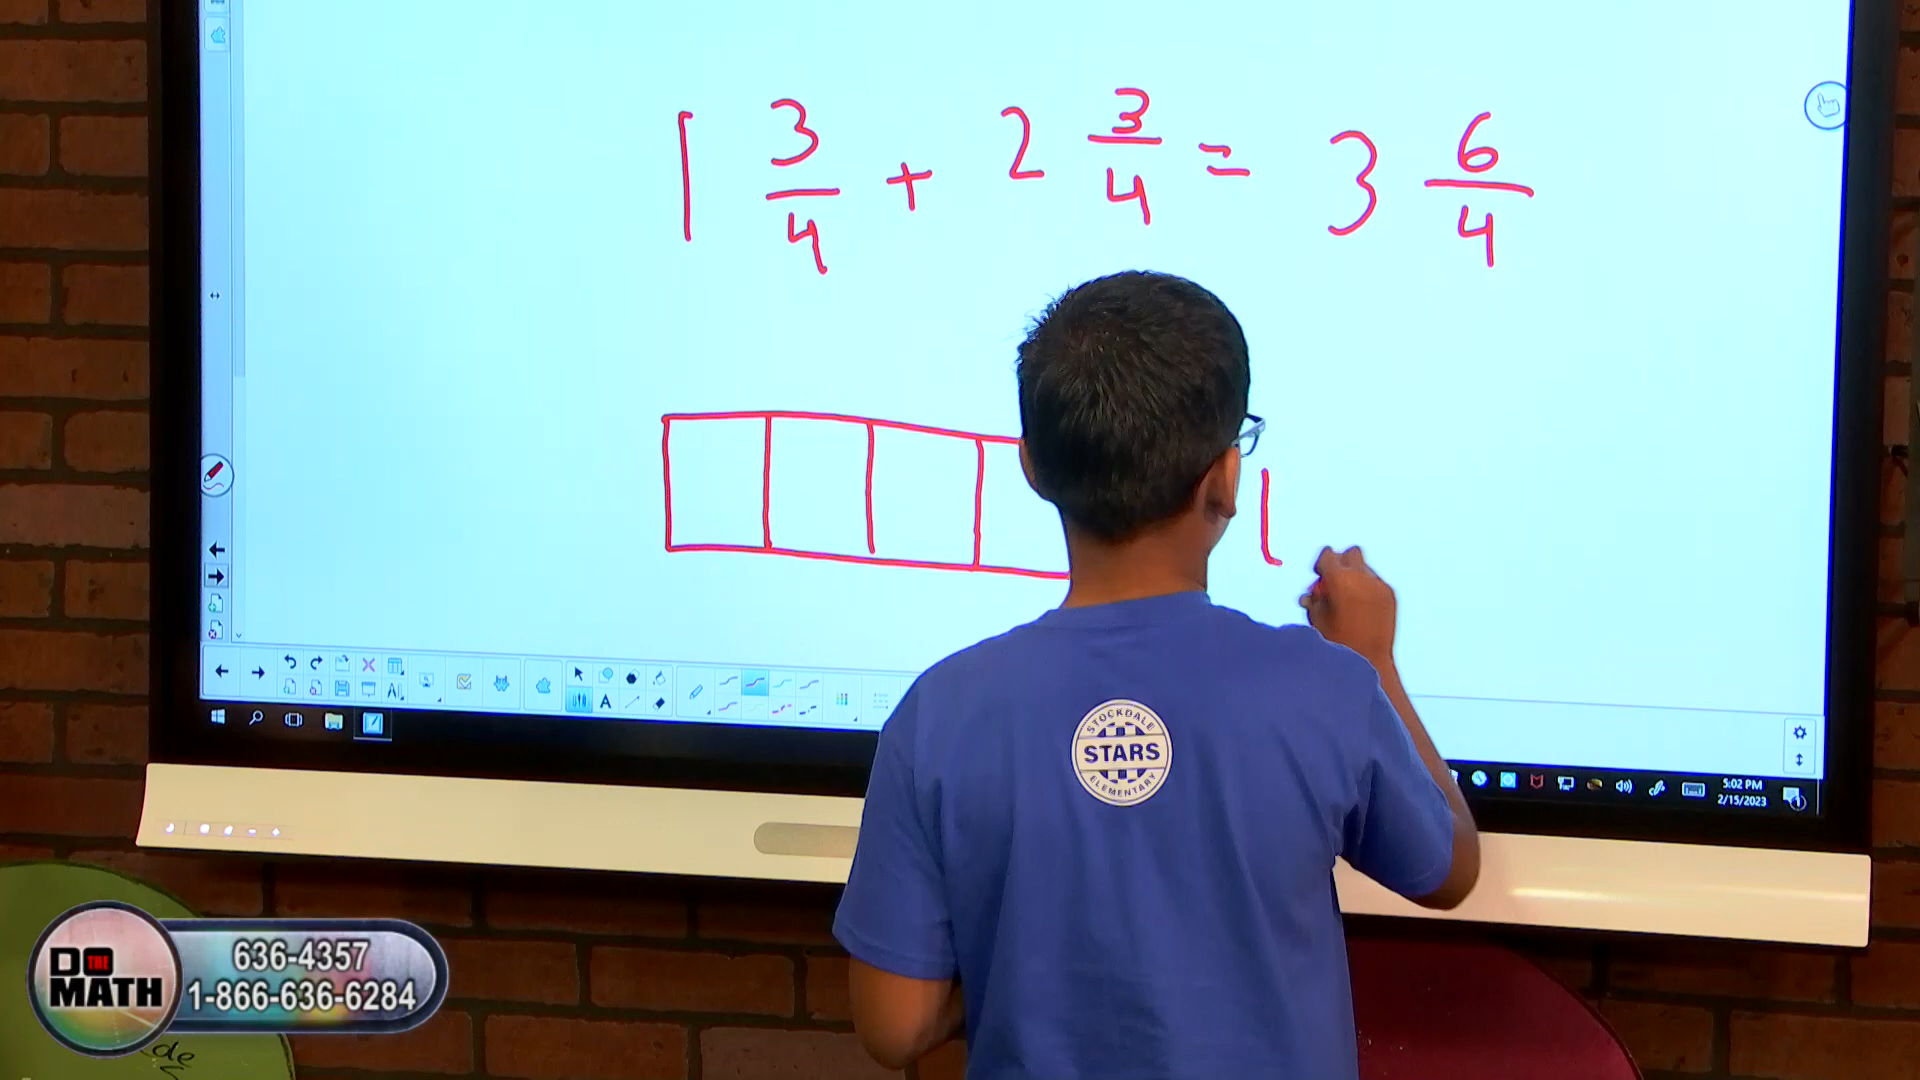 1 3/4 + 2 3/4 = 3 6/4
STOCKDALE
STARS
ELEMENTARY
5:02 PM
2/15/2023
DO THE MATH
636-4357
1-866-636-6284
de